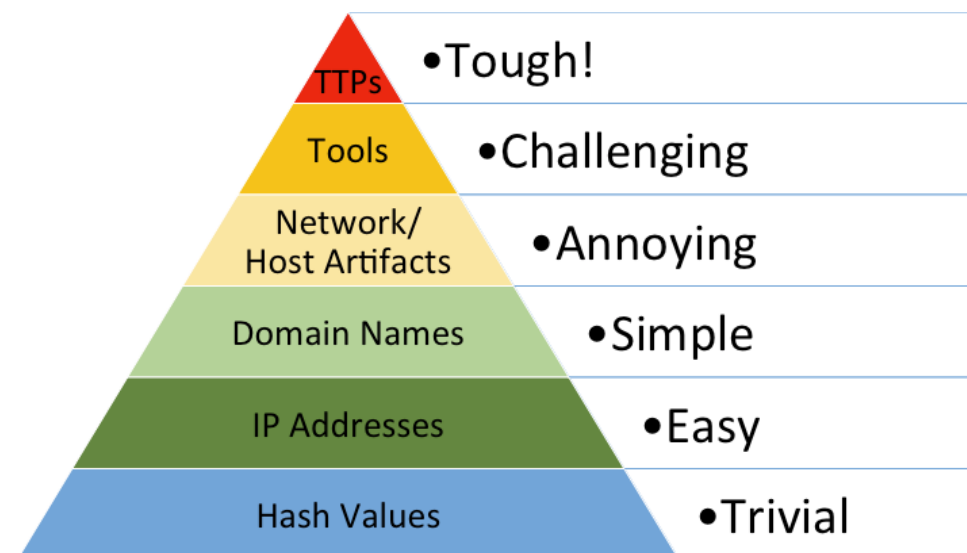 TTPs
•Tough!
Tools
•Challenging
Network/
Host Artifacts
•Annoying
Domain Names
•Simple
IP Addresses
•Easy
Hash Values
•Trivial